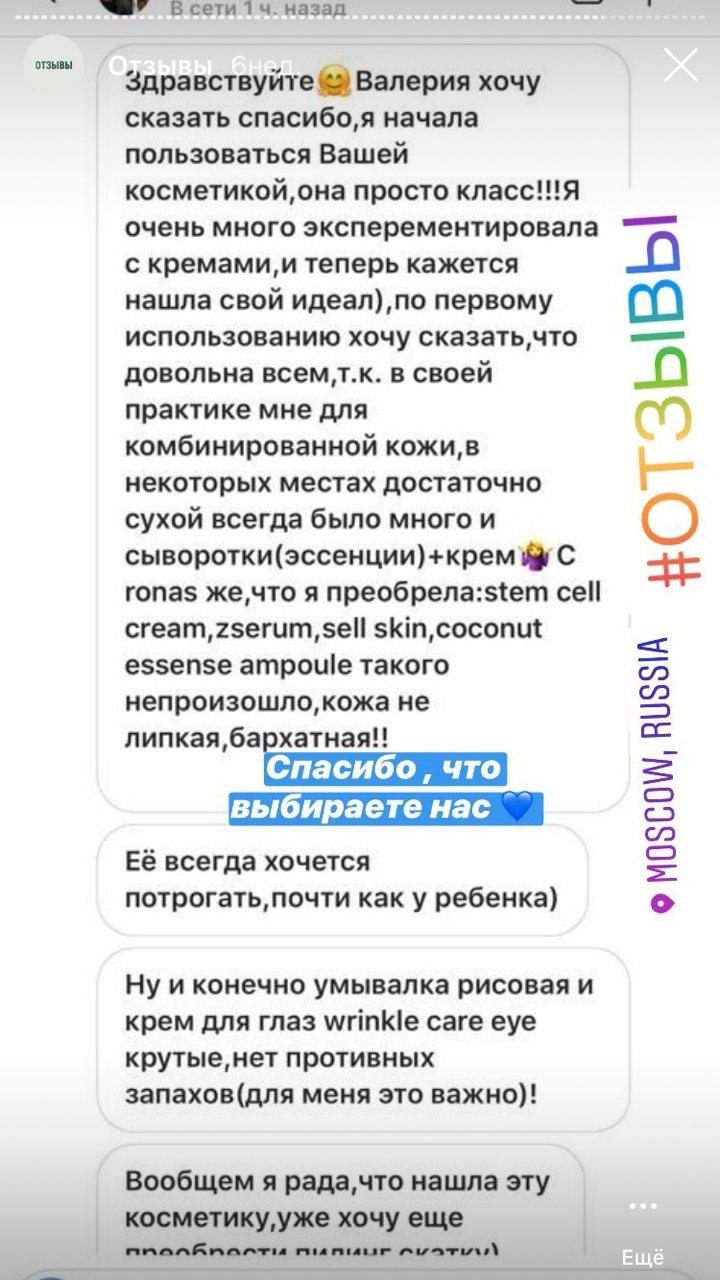 В сети 1 ч. назад
ОТЗЫВЫ
Отзывы 6нед.
Здравствуйте🤗Валерия хочу
сказать спасибо,я начала
пользоваться Вашей
косметикой,она просто класс!!!Я
очень много эксперементировала
с кремами,и теперь кажется
нашла свой идеал),по первому
использованию хочу сказать,что
довольна всем,т.к. в своей
практике мне для
комбинированной кожи,в
некоторых местах достаточно
сухой всегда было много и
сыворотки(эссенции)+крем🤷‍♀️С
ronas же,что я преобрела:stem cell
cream,zserum,sell skin,coconut
essense ampoule такого
непроизошло,кожа не
липкая,бархатная!!
Спасибо , что
выбираете нас 💙
Её всегда хочется
потрогать,почти как у ребенка)
Ну и конечно умывалка рисовая и
крем для глаз wrinkle care eye
крутые,нет противных
запахов(для меня это важно)!
Вообщем я рада,что нашла эту
косметику,уже хочу еще
преобрести пилинг скатку)
#ОТЗЫВЫ
MOSCOW, RUSSIA
Ещё